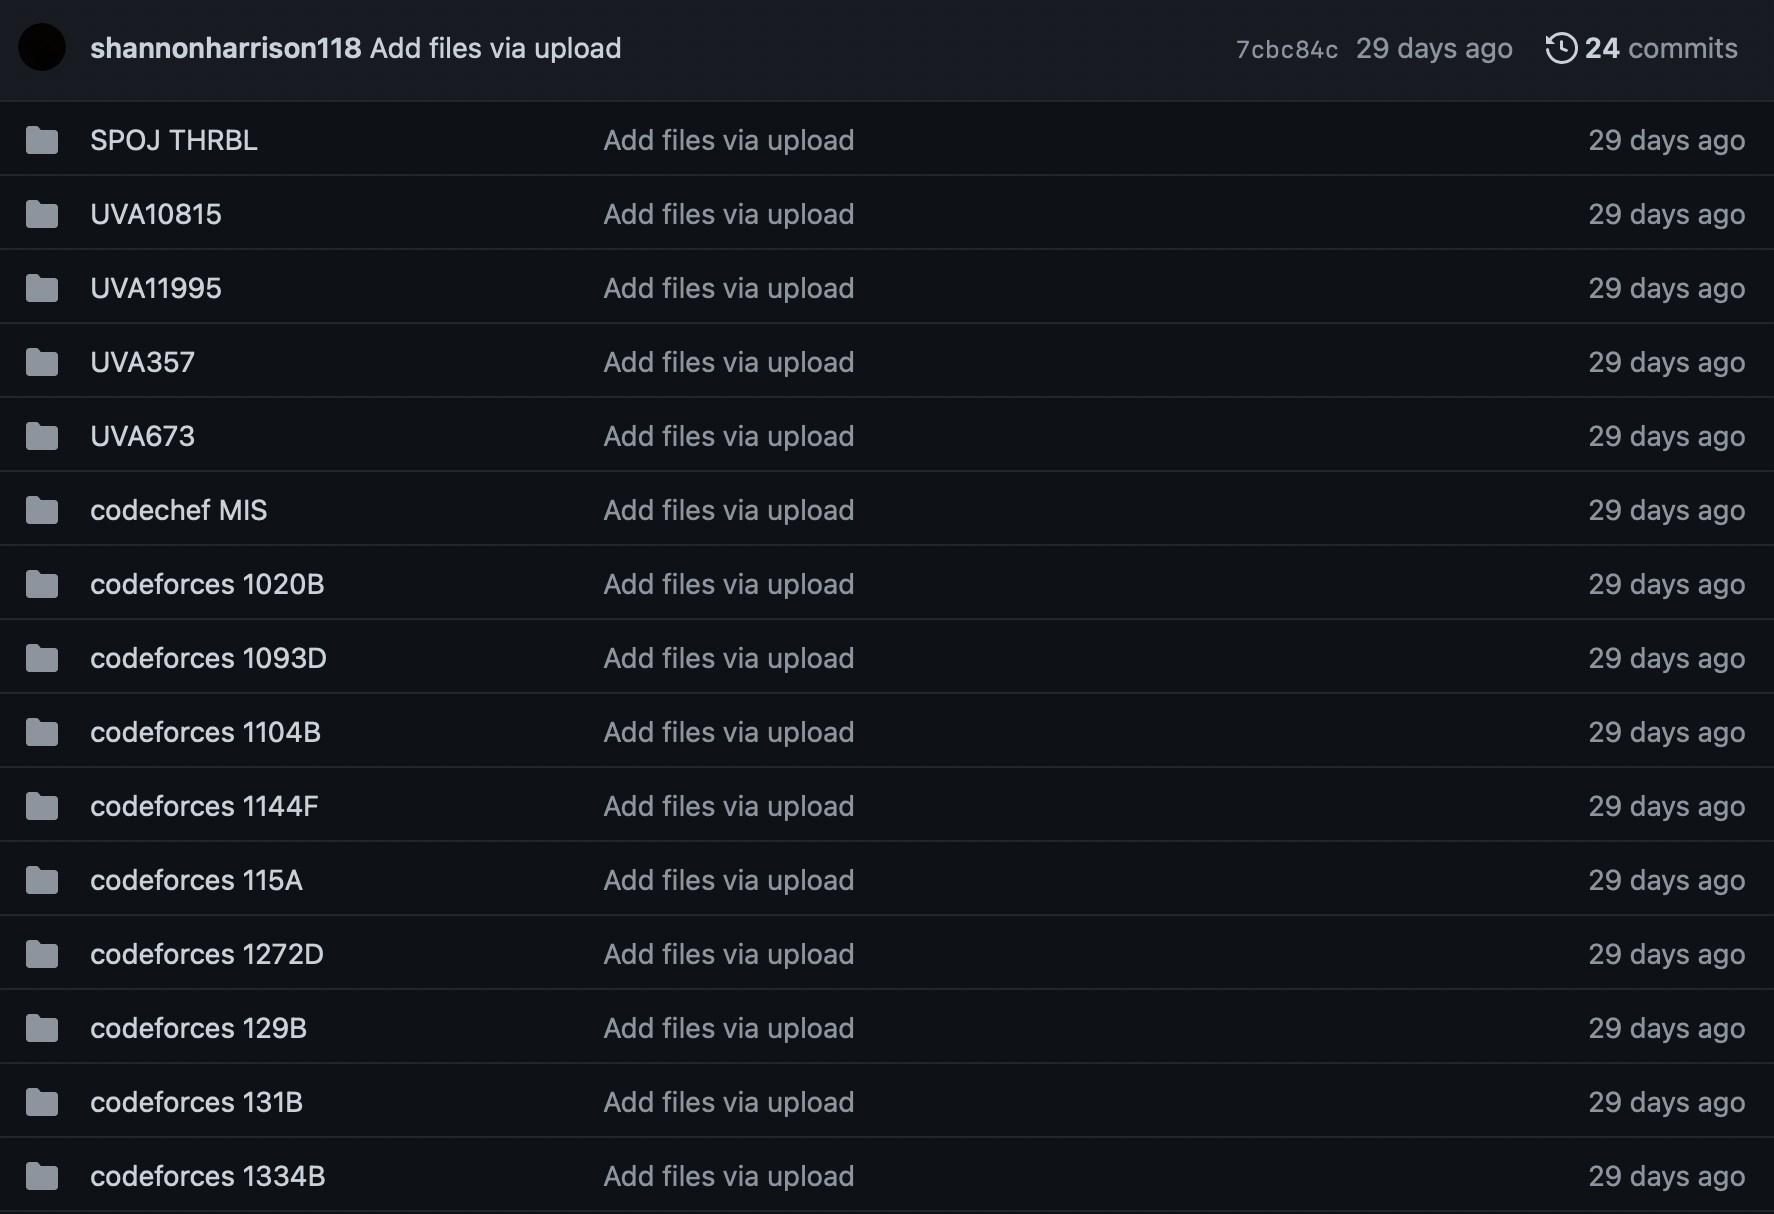 shannonharrison118 Add files via upload 7cbc84c 29 days ago 24 commits
SPOJ THRBL Add files via upload 29 days ago
UVA10815 Add files via upload 29 days ago
UVA11995 Add files via upload 29 days ago
UVA357 Add files via upload 29 days ago
UVA673 Add files via upload 29 days ago
codechef MIS Add files via upload 29 days ago
codeforces 1020B Add files via upload 29 days ago
codeforces 1093D Add files via upload 29 days ago
codeforces 1104B Add files via upload 29 days ago
codeforces 1144F Add files via upload 29 days ago
codeforces 115A Add files via upload 29 days ago
codeforces 1272D Add files via upload 29 days ago
codeforces 129B Add files via upload 29 days ago
codeforces 131B Add files via upload 29 days ago
codeforces 1334B Add files via upload 29 days ago